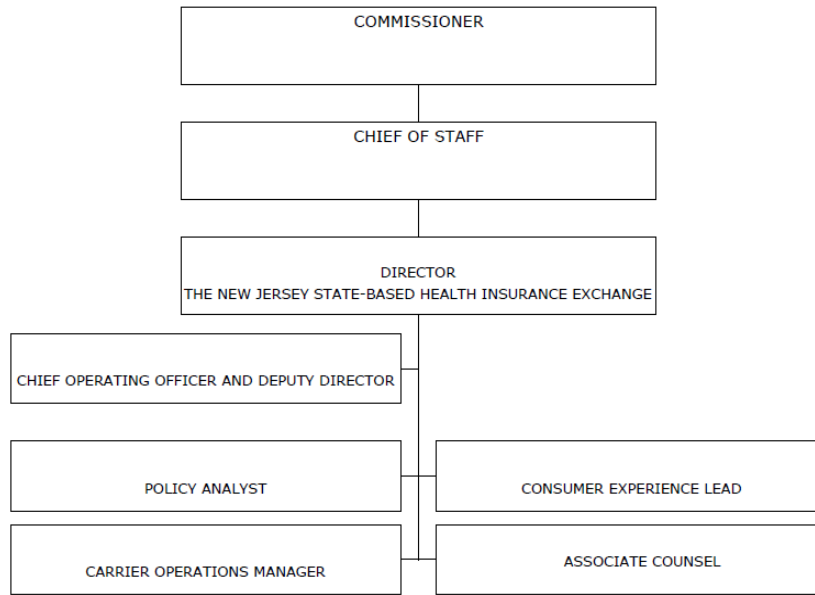 COMMISSIONER
CHIEF OF STAFF
DIRECTOR
THE NEW JERSEY STATE-BASED HEALTH INSURANCE EXCHANGE
CHIEF OPERATING OFFICER AND DEPUTY DIRECTOR
POLICY ANALYST
CONSUMER EXPERIENCE LEAD
CARRIER OPERATIONS MANAGER
ASSOCIATE COUNSEL